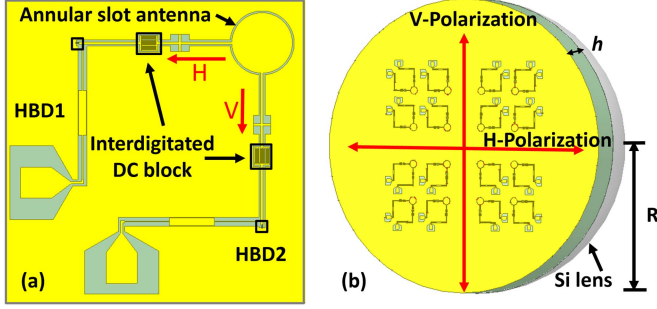 Annular slot antenna
H
HBD1
V
Interdigitated
DC block
HBD2
(a)
V-Polarization
h
H-Polarization
R
Si lens
(b)